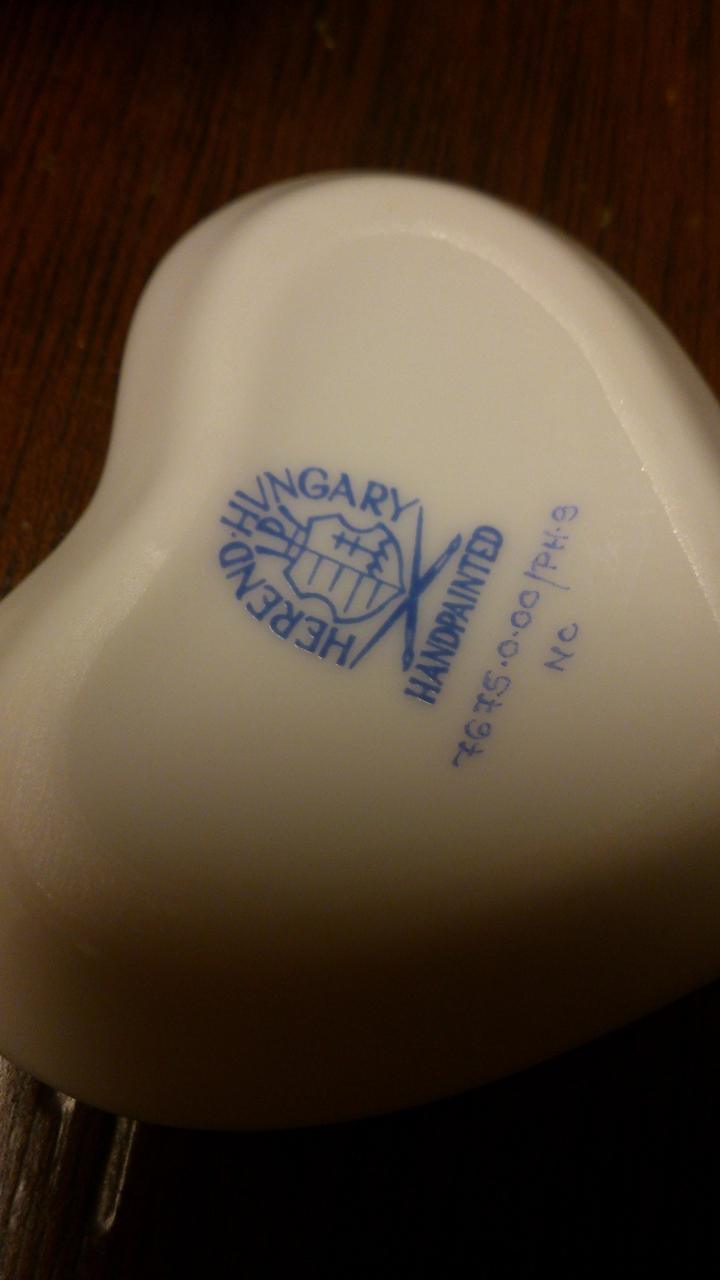 HEREND·HVNGARY
HANDPAINTED
7675·0·00/PH·9
NC